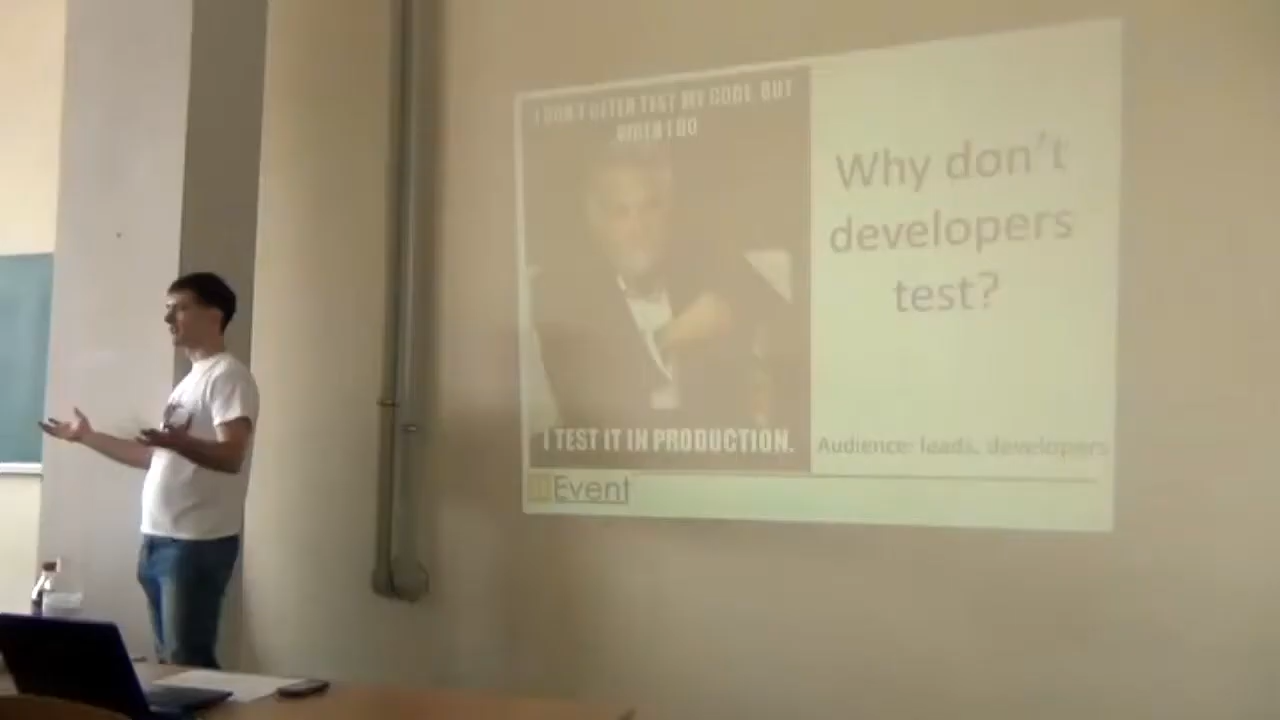 I DON'T OFTEN TEST MY CODE, BUT
WHEN I DO
I TEST IT IN PRODUCTION.
Why don't
developers
test?
Audience: leads, developers
Event